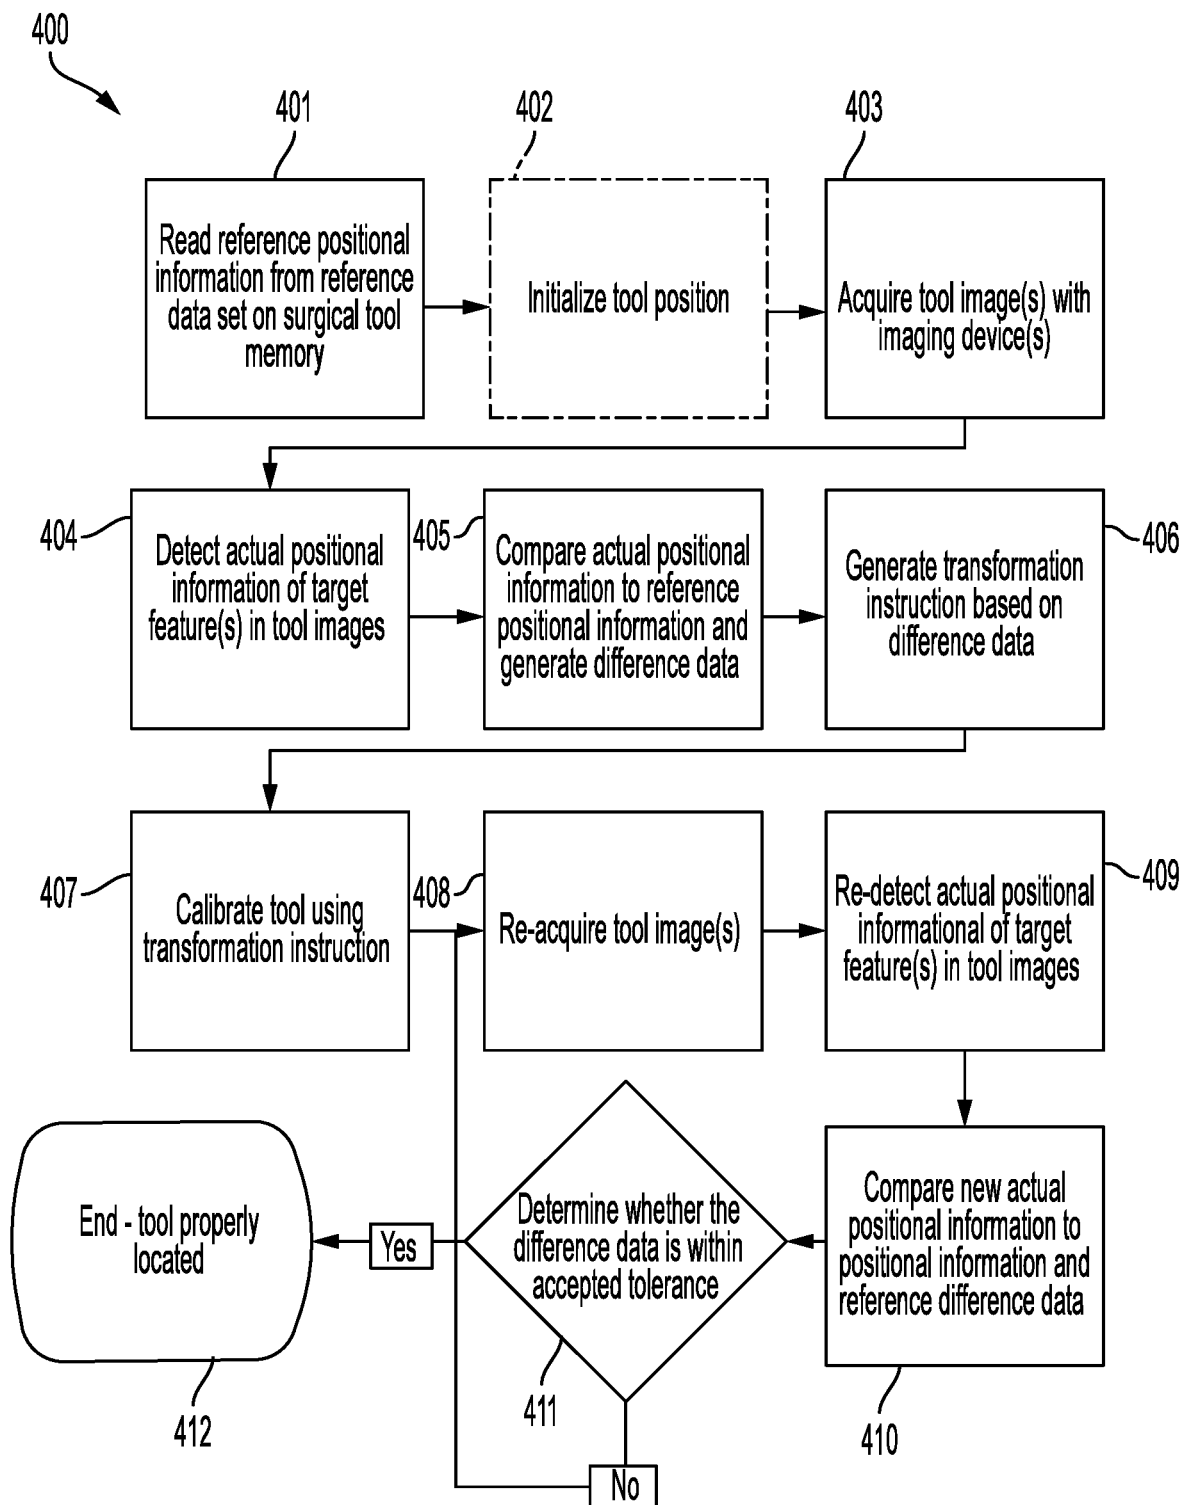 400
401
402
403
Read reference positional
information from reference
data set on surgical tool
memory
Initialize tool position
Acquire tool image(s) with
imaging device(s)
404
Detect actual positional
information of target
feature(s) in tool images
405
Compare actual positional
information to reference
positional information and
generate difference data
406
Generate transformation
instruction based on
difference data
407
Calibrate tool using
transformation instruction
408
Re-acquire tool image(s)
409
Re-detect actual positional
informational of target
feature(s) in tool images
End - tool properly
located
Yes
Determine whether the
difference data is within
accepted tolerance
Compare new actual
positional information to
positional information and
reference difference data
412
411
410
No